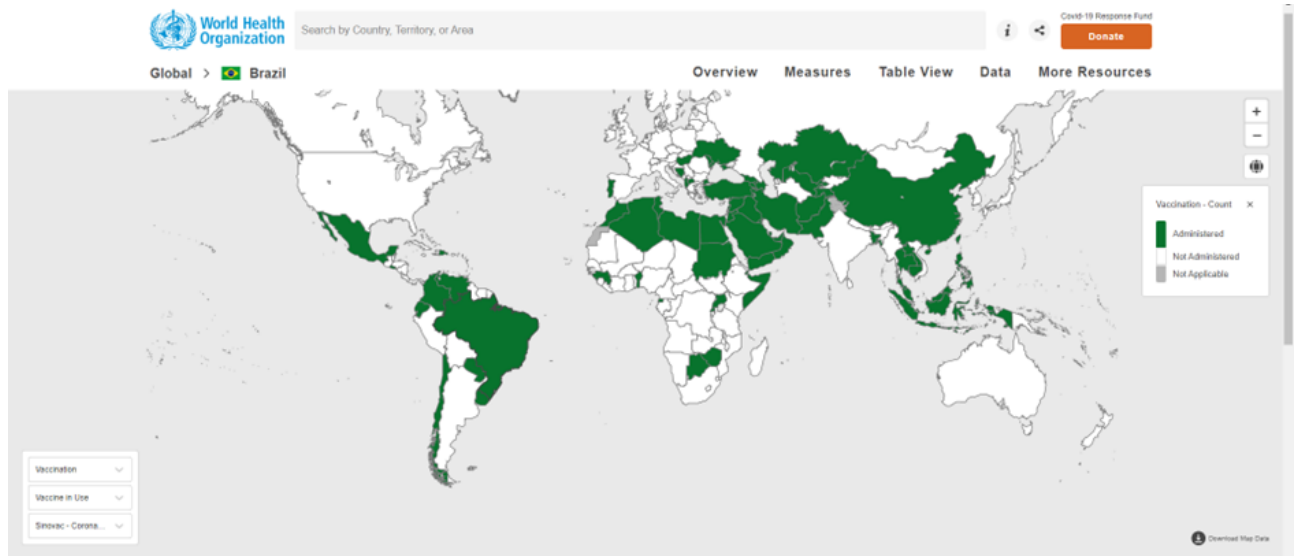 World Health
Organization
Search by Country, Territory, or Area
i
Covid-19 Response Fund
Donate
Global > Brazil
Overview Measures Table View Data More Resources
+
−
Vaccination - Count ×
Administered
Not Administered
Not Applicable
Vaccination
Vaccine in Use
Sinovac - Corona...
Download Map Data